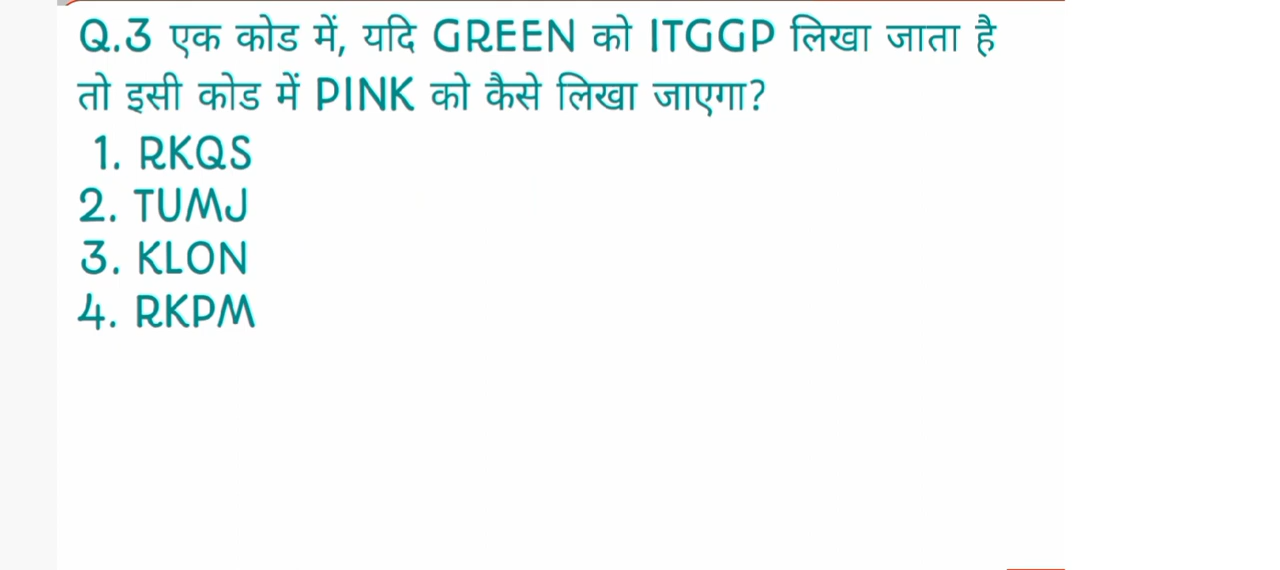 Q.3 एक कोड में, यदि GREEN को ITGGP लिखा जाता है
तो इसी कोड में PINK को कैसे लिखा जाएगा?
1. RKQS
2. TUMJ
3. KLON
4. RKPM